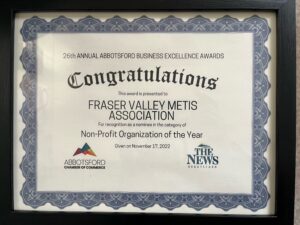 26th ANNUAL ABBOTSFORD BUSINESS EXCELLENCE AWARDS
Congratulations
This award is presented to
FRASER VALLEY METIS
ASSOCIATION
For recognition as a nominee in the category of
Non-Profit Organization of the Year
Given on November 17, 2022
ABBOTSFORD
CHAMBER OF COMMERCE
THE
NEWS
ABBOTSFORD